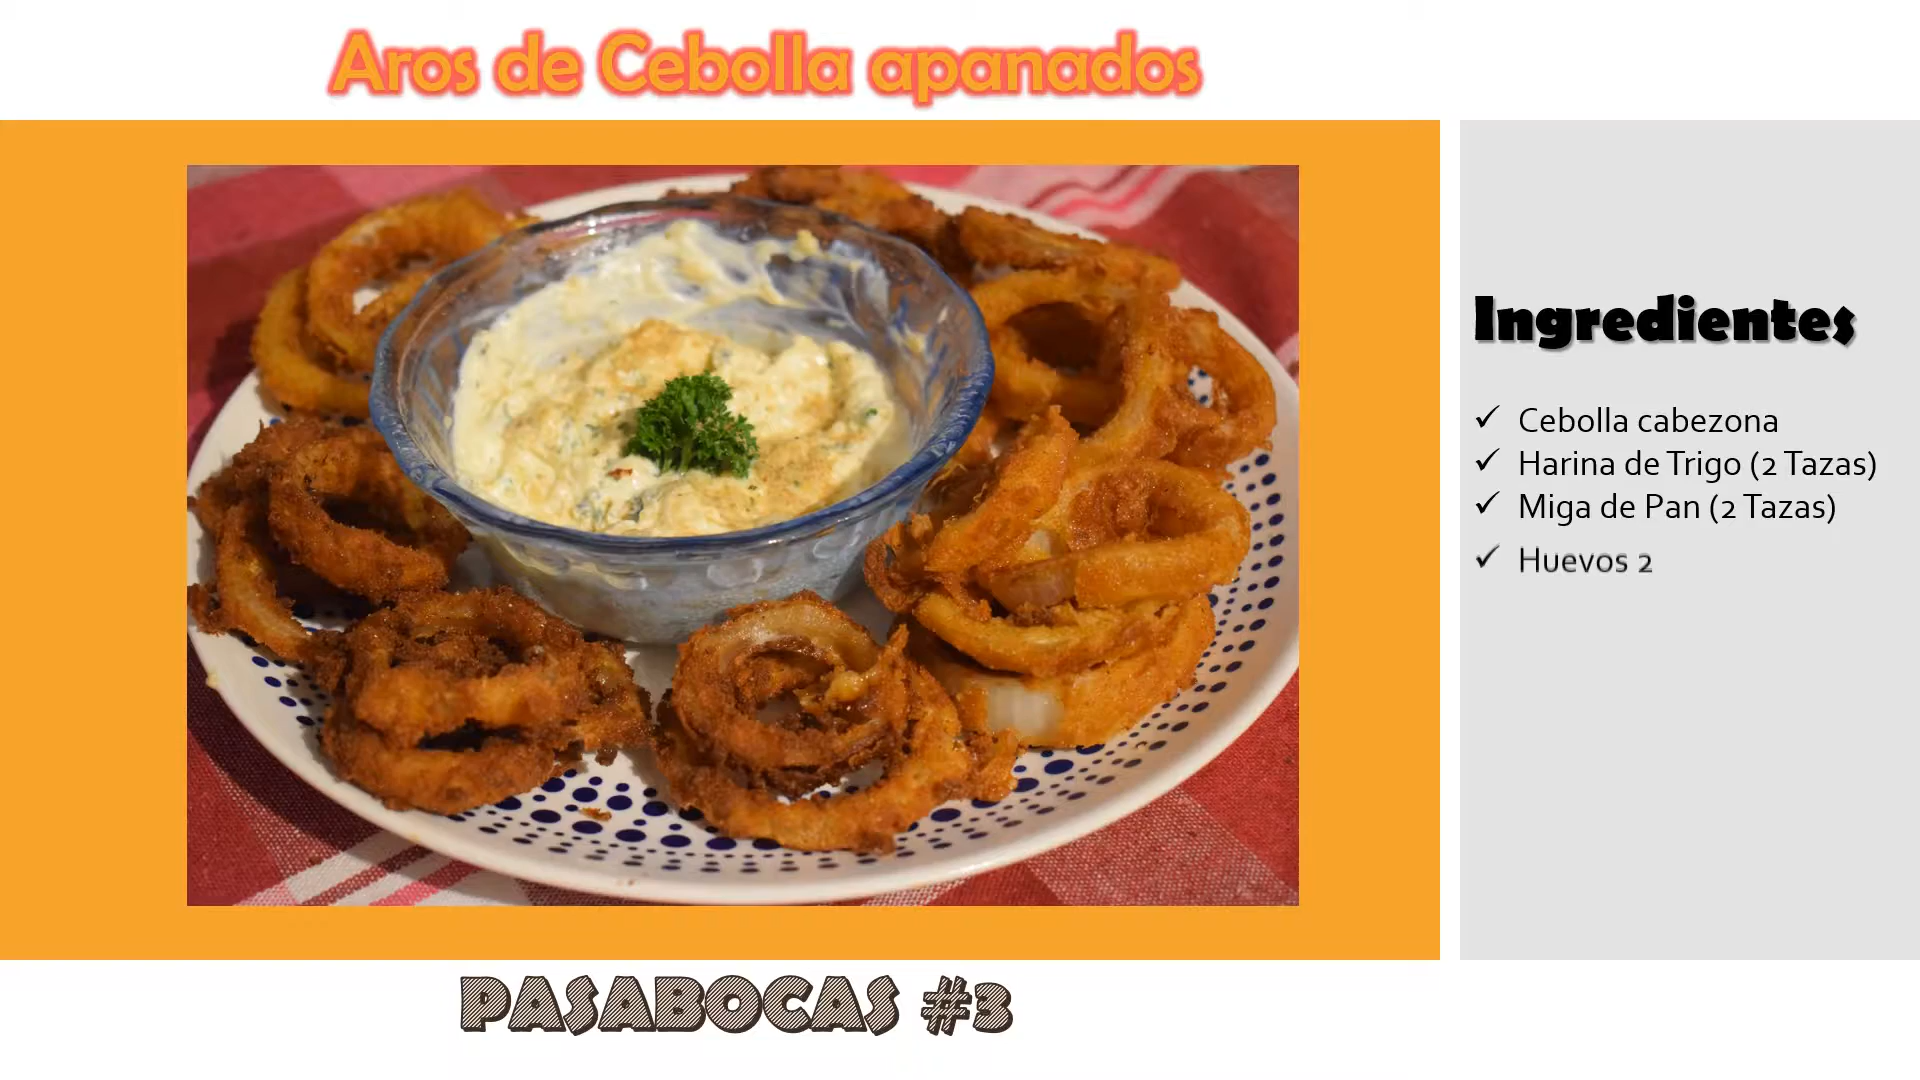 Aros de Cebolla apanados
Ingredientes
✓ Cebolla cabezona
✓ Harina de Trigo (2 Tazas)
✓ Miga de Pan (2 Tazas)
✓ Huevos 2
PASABOCAS #3